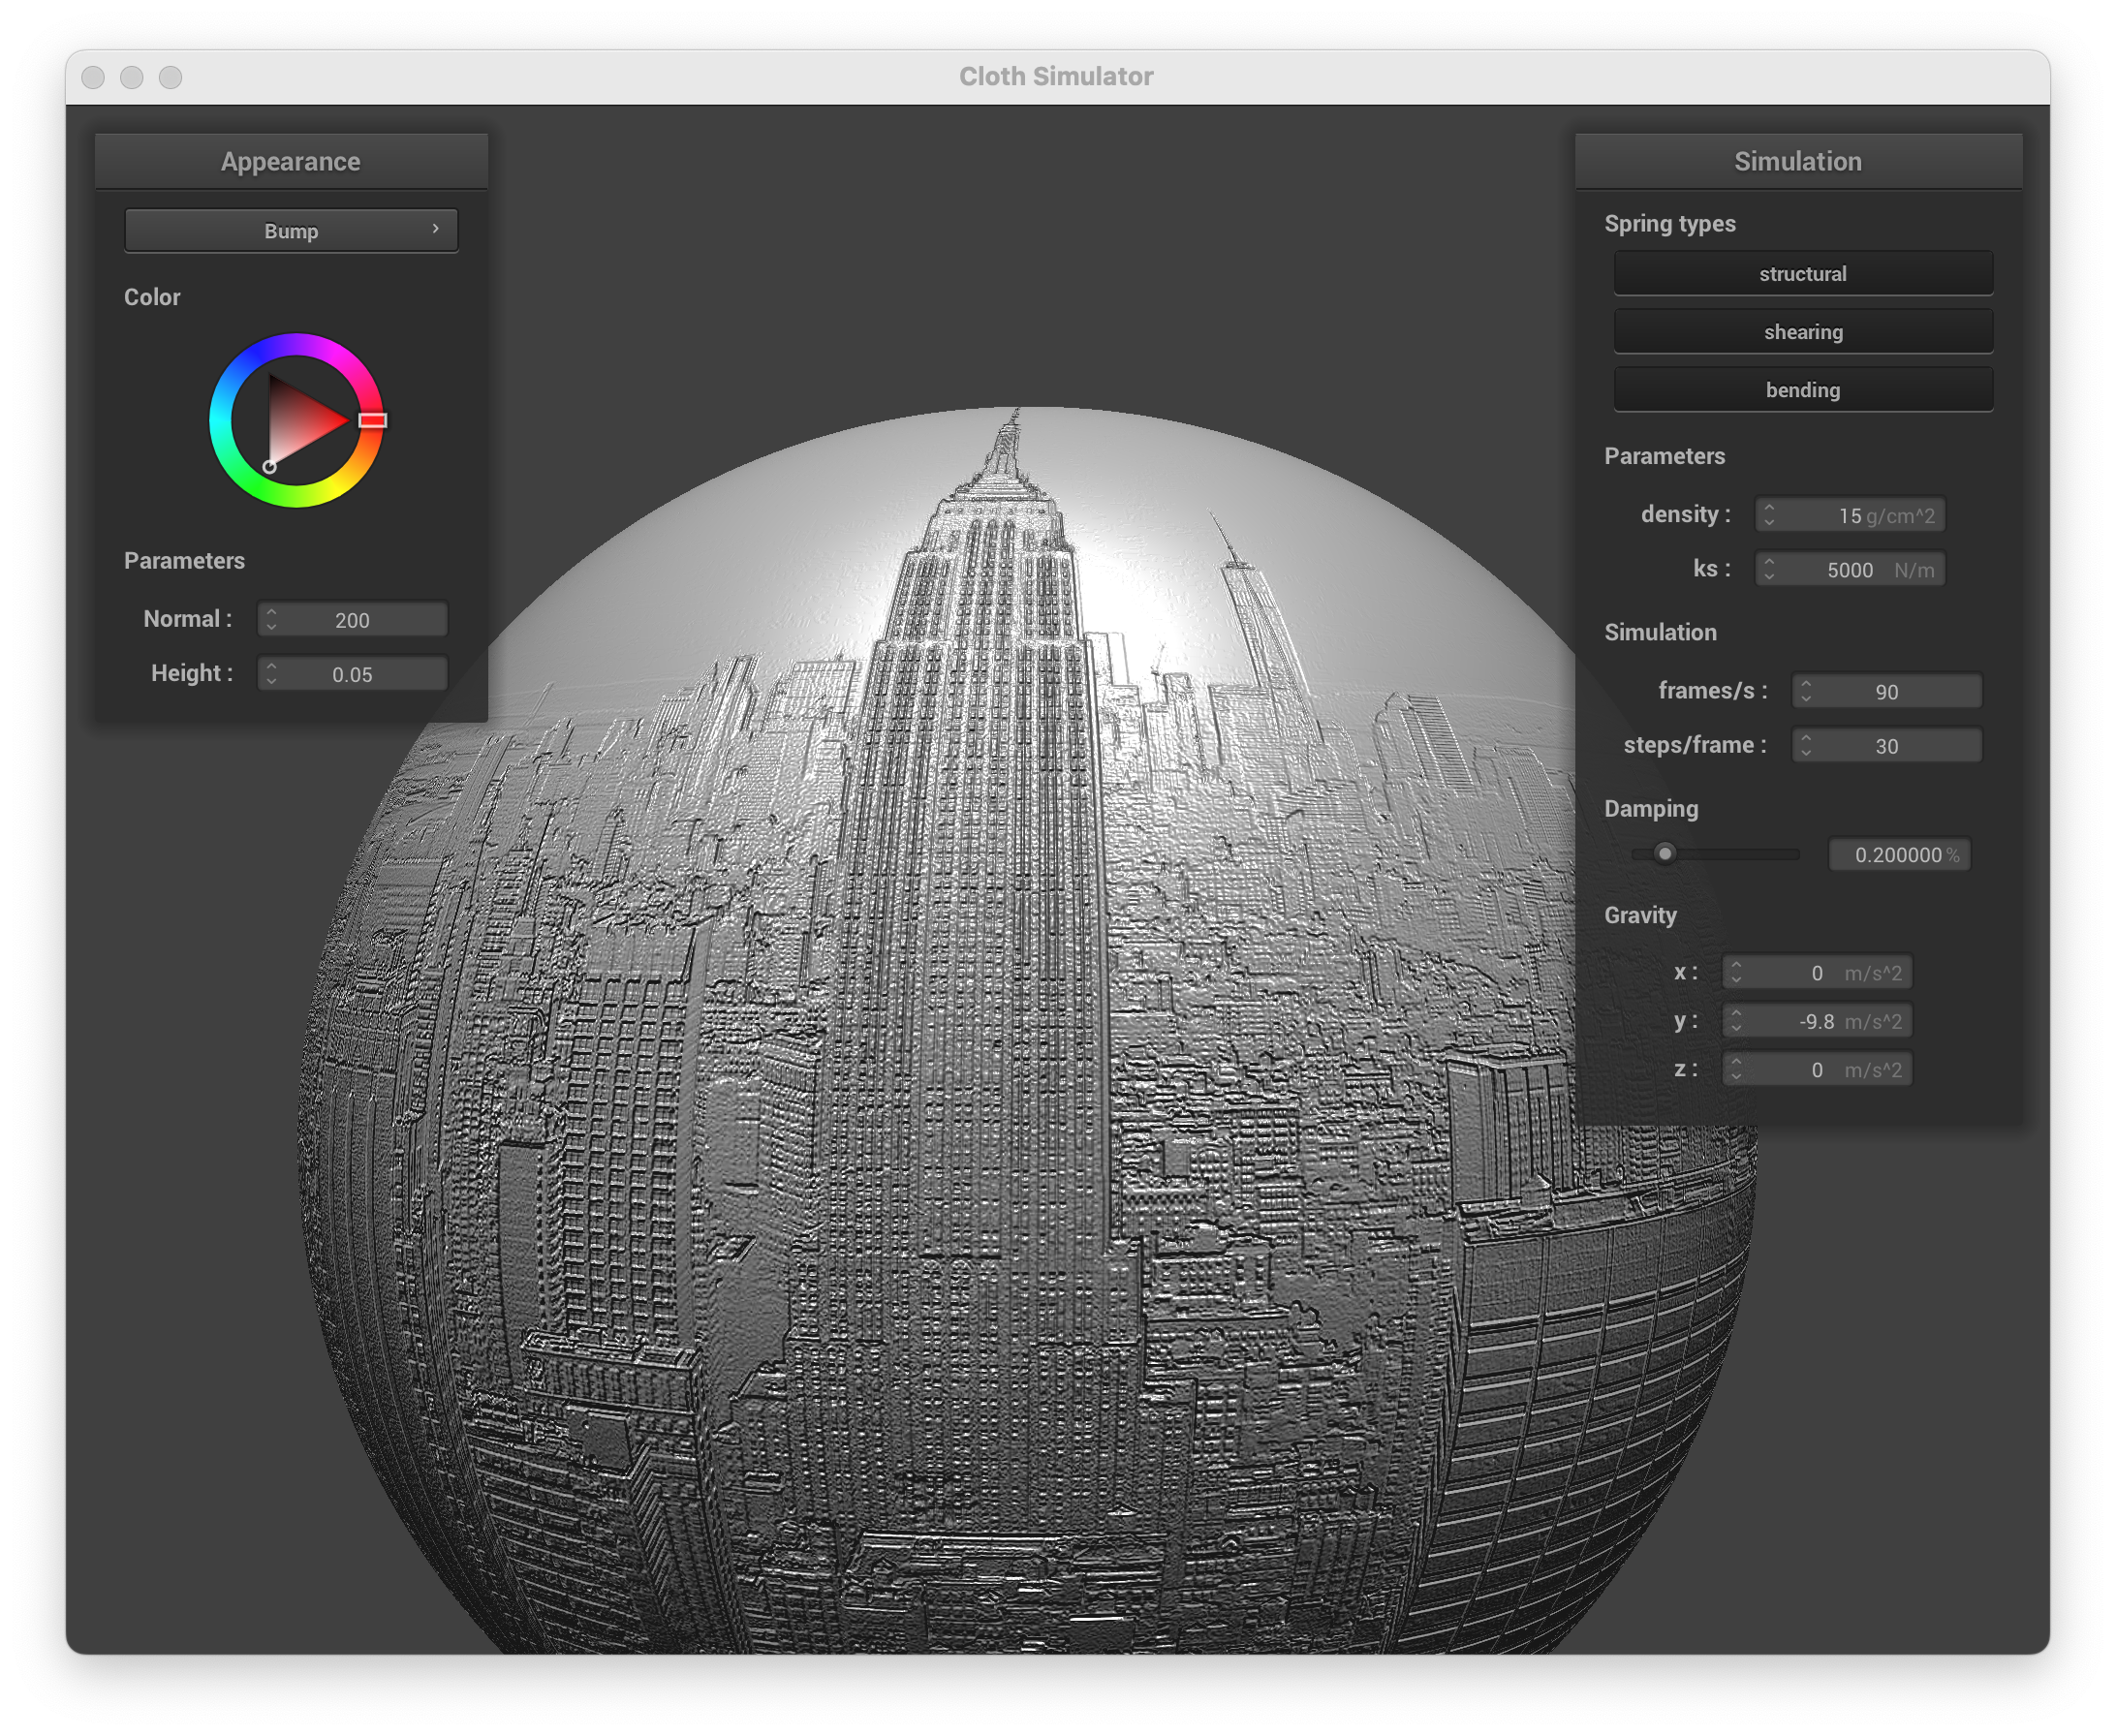 Cloth Simulator
Appearance
Bump
Color
Parameters
Normal : 200
Height : 0.05
Simulation
Spring types
structural
shearing
bending
Parameters
density : 15 g/cm^2
ks : 5000 N/m
Simulation
frames/s : 90
steps/frame : 30
Damping
0.200000 %
Gravity
x : 0 m/s^2
y : -9.8 m/s^2
z : 0 m/s^2